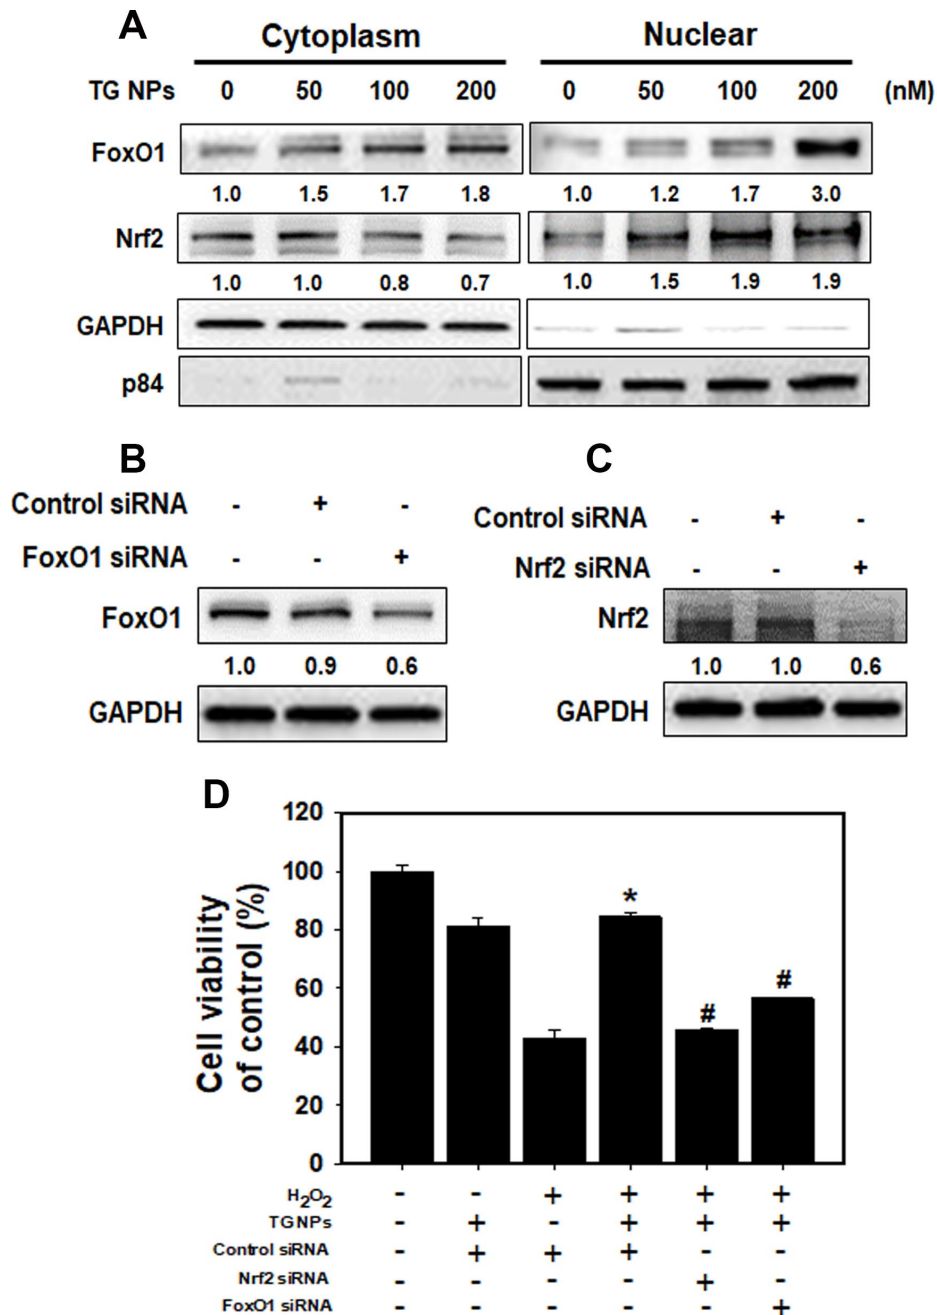 A
Cytoplasm Nuclear
TG NPs 0 50 100 200 0 50 100 200 (nM)
FoxO1
1.0 1.5 1.7 1.8 1.0 1.2 1.7 3.0
Nrf2
1.0 1.0 0.8 0.7 1.0 1.5 1.9 1.9
GAPDH
p84
B
Control siRNA - + -
FoxO1 siRNA - - +
FoxO1
1.0 0.9 0.6
GAPDH
C
Control siRNA - + -
Nrf2 siRNA - - +
Nrf2
1.0 1.0 0.6
GAPDH
D
Cell viability
of control (%)
120
100
80
60
40
20
0
*
#
#
H2O2 - - + + + +
TGNPs - + - + + +
Control siRNA - + + + - -
Nrf2 siRNA - - - - + -
FoxO1 siRNA - - - - - +